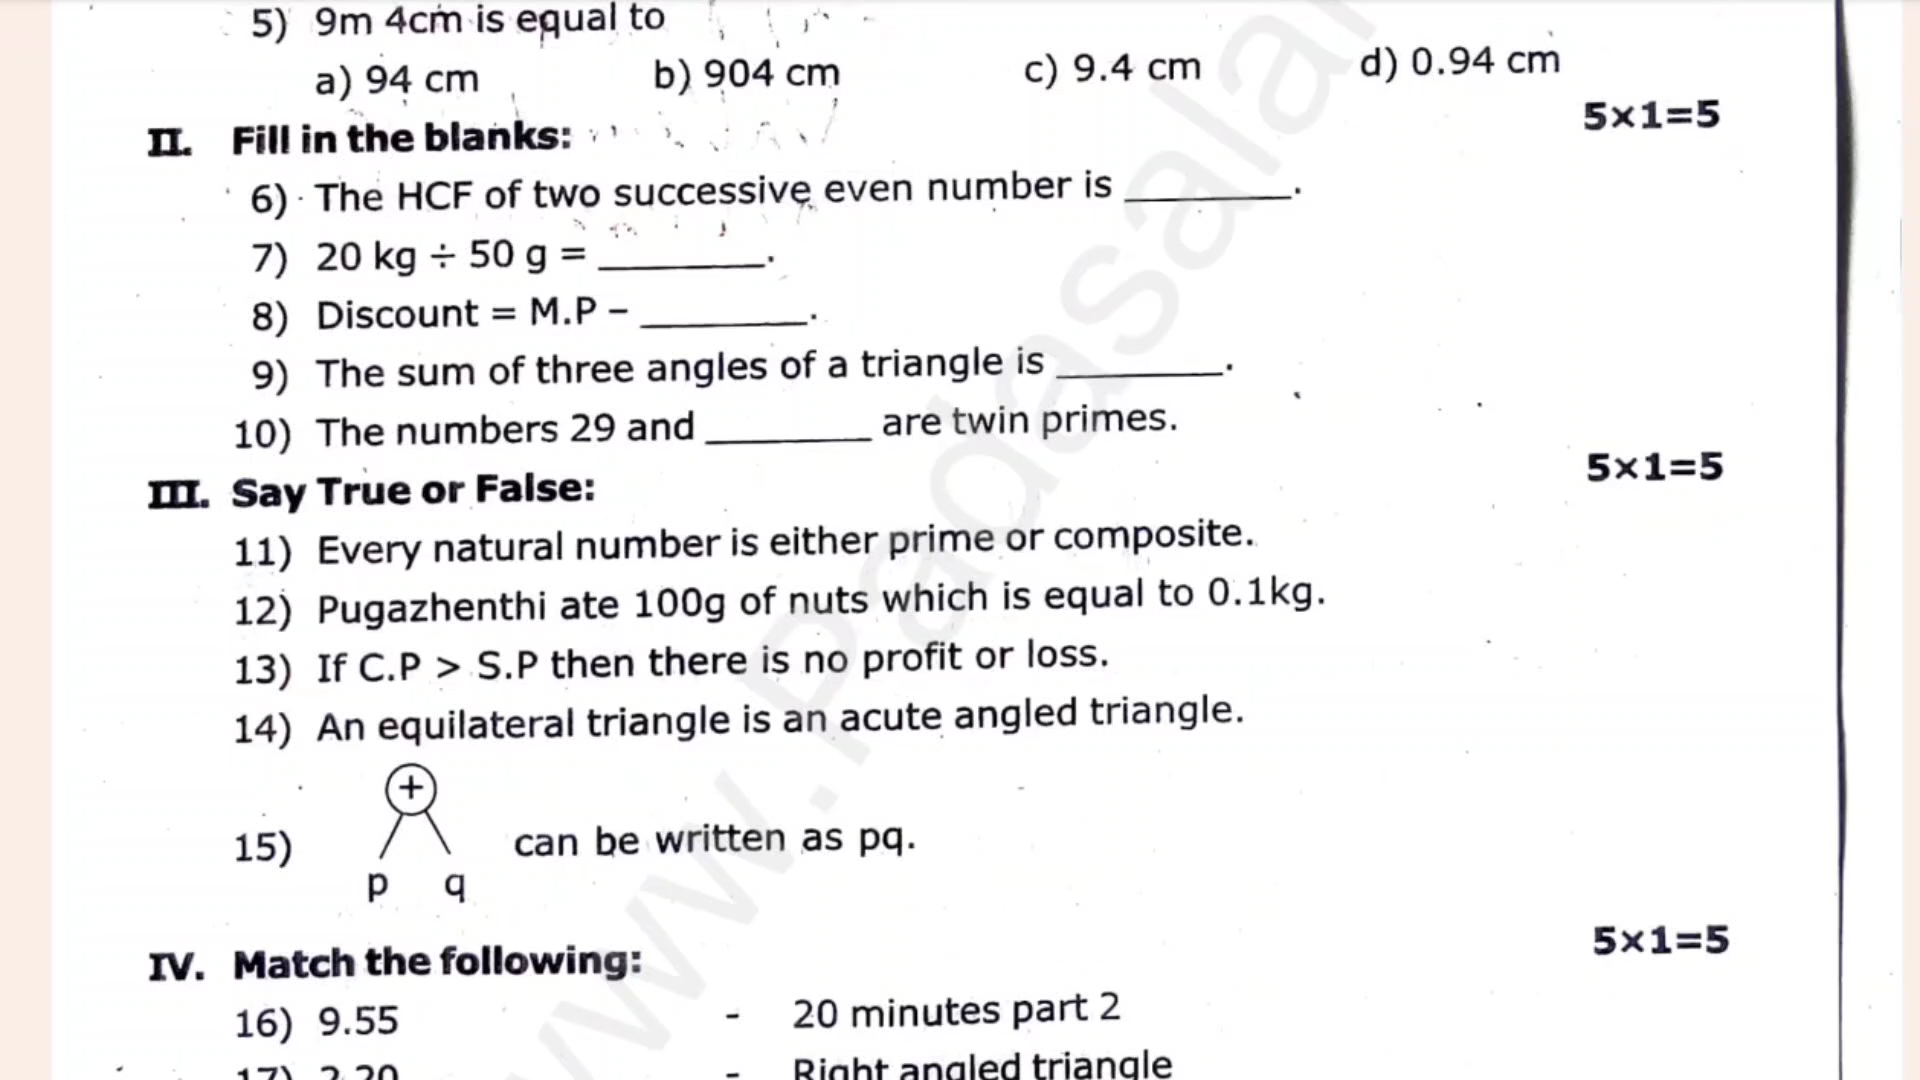 5) 9m 4cm is equal to
a) 94 cm b) 904 cm c) 9.4 cm d) 0.94 cm
5×1=5
II. Fill in the blanks:
6) The HCF of two successive even number is ________.
7) 20 kg ÷ 50 g = ________.
8) Discount = M.P – ________.
9) The sum of three angles of a triangle is ________.
10) The numbers 29 and ________ are twin primes.
5×1=5
III. Say True or False:
11) Every natural number is either prime or composite.
12) Pugazhenthi ate 100g of nuts which is equal to 0.1kg.
13) If C.P > S.P then there is no profit or loss.
14) An equilateral triangle is an acute angled triangle.
+
15) can be written as pq.
p q
5×1=5
IV. Match the following:
16) 9.55 - 20 minutes part 2
17) 2.20 - Right angled triangle
www.Padasalai